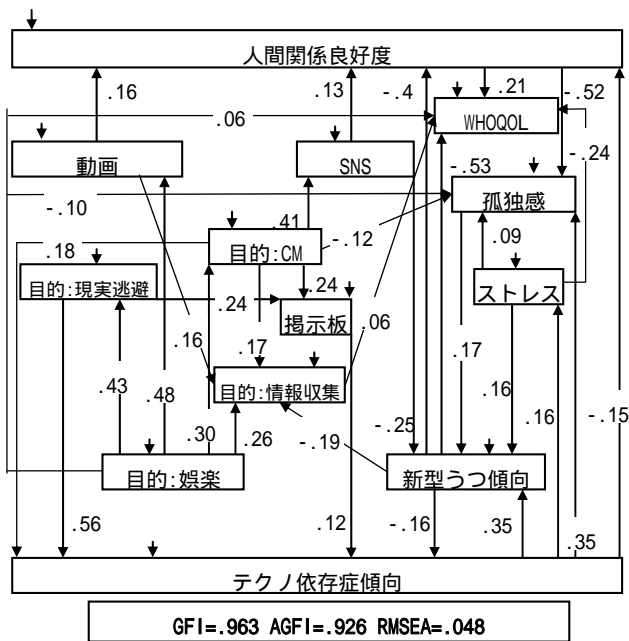 人間関係良好度
.16
.13
-.4
.21
-.52
.06
WHOQOL
動画
SNS
-.24
-.53
孤独感
-.10
.41
-.12
.09
.18
目的:CM
目的:現実逃避
.24
.24
ストレス
掲示板
.06
.16
.17
.17
目的:情報収集
.43
.48
.16
.16
-.15
.30
.26
-.19
-.25
目的:娯楽
新型うつ傾向
.56
.12
-.16
.35
.35
テクノ依存症傾向
GFI=.963 AGFI=.926 RMSEA=.048